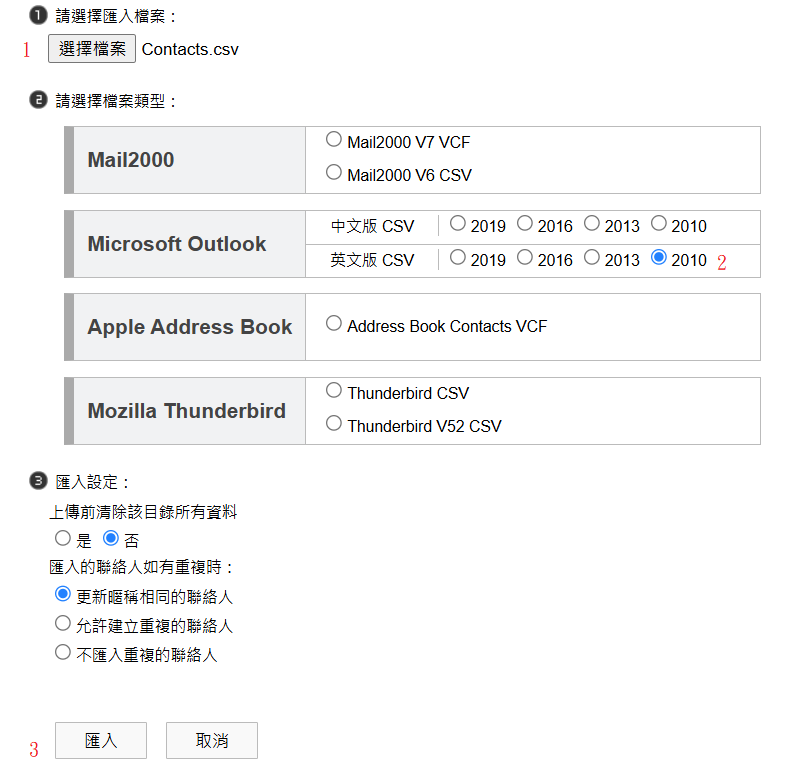 ❶ 請選擇匯入檔案：
1 選擇檔案 Contacts.csv
❷ 請選擇檔案類型：
Mail2000
Mail2000 V7 VCF
Mail2000 V6 CSV
Microsoft Outlook
中文版 CSV 2019 2016 2013 2010
英文版 CSV 2019 2016 2013 2010 2
Apple Address Book
Address Book Contacts VCF
Mozilla Thunderbird
Thunderbird CSV
Thunderbird V52 CSV
❸ 匯入設定：
上傳前清除該目錄所有資料
是 否
匯入的聯絡人如有重複時：
更新暱稱相同的聯絡人
允許建立重複的聯絡人
不匯入重複的聯絡人
3 匯入 取消